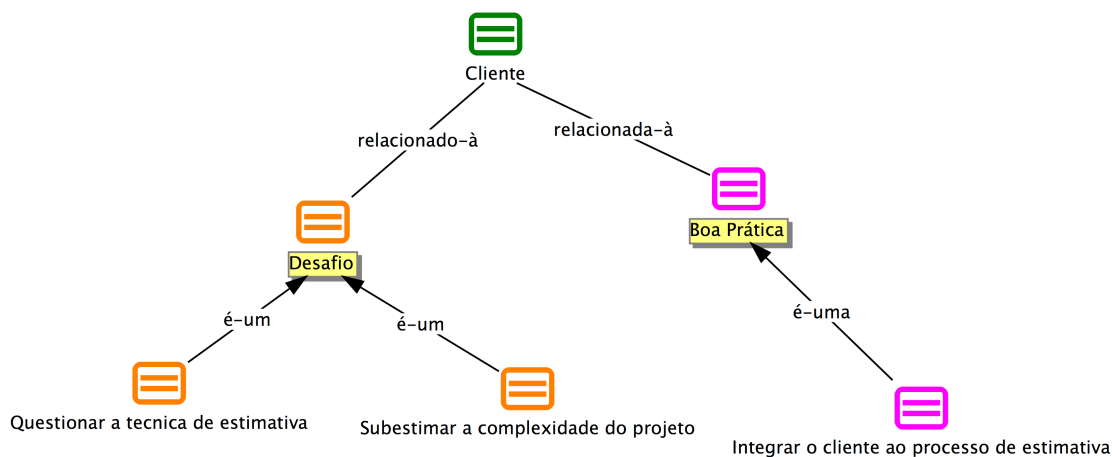 Cliente
relacionado-à
relacionada-à
Boa Prática
Desafio
é-um
é-um
é-uma
Questionar a tecnica de estimativa
Subestimar a complexidade do projeto
Integrar o cliente ao processo de estimativa